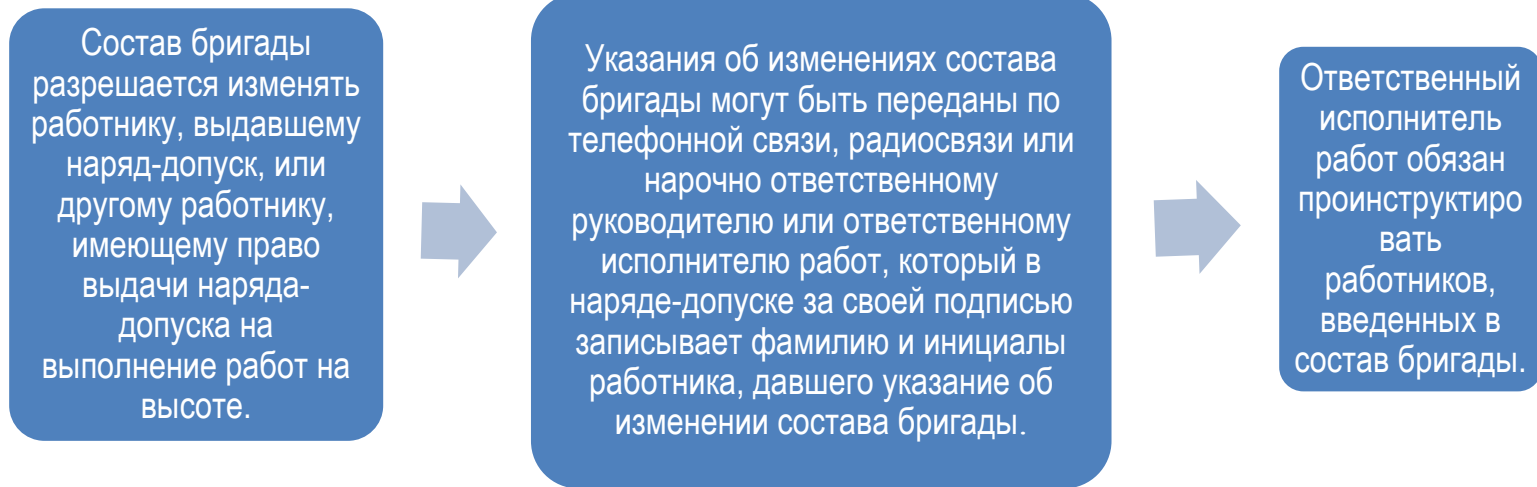 Состав бригады
разрешается изменять
работнику, выдавшему
наряд-допуск, или
другому работнику,
имеющему право
выдачи наряда-
допуска на
выполнение работ на
высоте.
Указания об изменениях состава
бригады могут быть переданы по
телефонной связи, радиосвязи или
нарочно ответственному
руководителю или ответственному
исполнителю работ, который в
наряде-допуске за своей подписью
записывает фамилию и инициалы
работника, давшего указание об
изменении состава бригады.
Ответственный
исполнитель
работ обязан
проинструктиро
вать
работников,
введенных в
состав бригады.